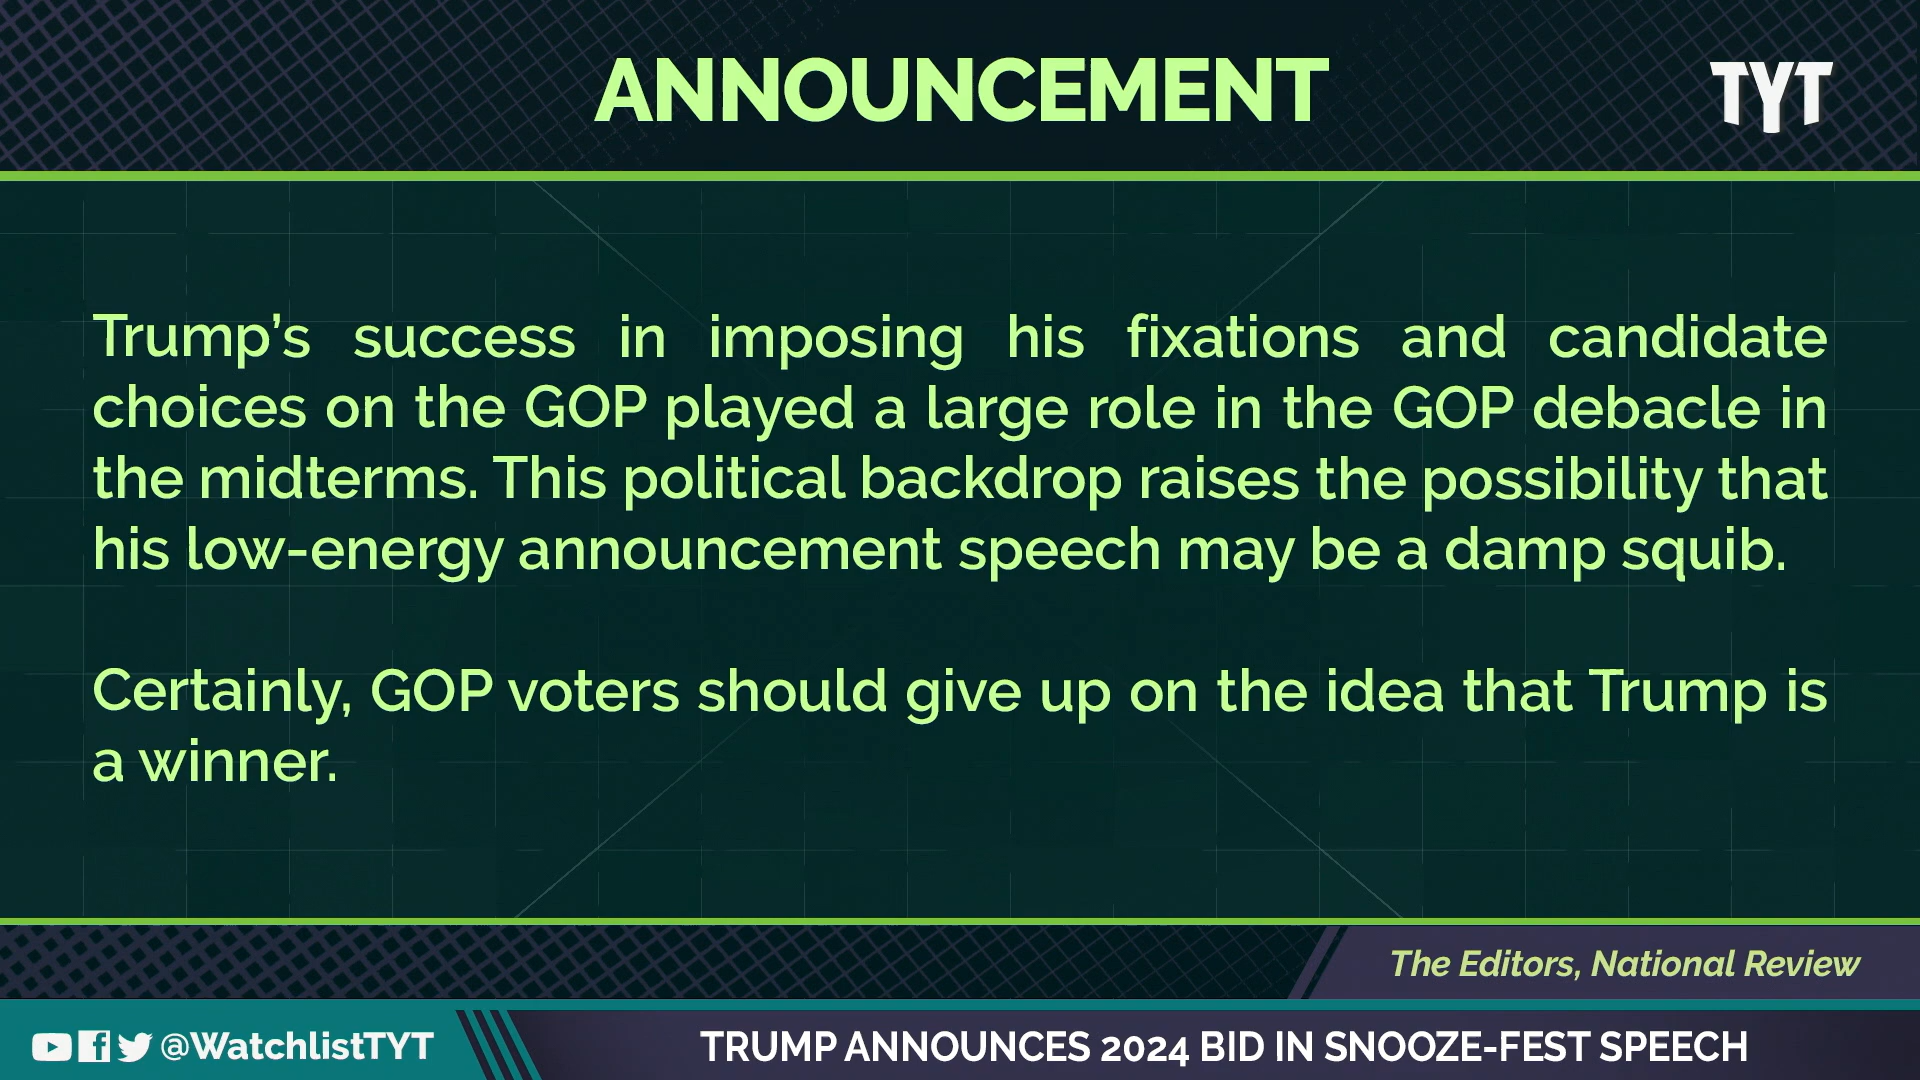 ANNOUNCEMENT
TYT
Trump’s success in imposing his fixations and candidate
choices on the GOP played a large role in the GOP debacle in
the midterms. This political backdrop raises the possibility that
his low-energy announcement speech may be a damp squib.
Certainly, GOP voters should give up on the idea that Trump is
a winner.
The Editors, National Review
@WatchlistTYT
TRUMP ANNOUNCES 2024 BID IN SNOOZE-FEST SPEECH